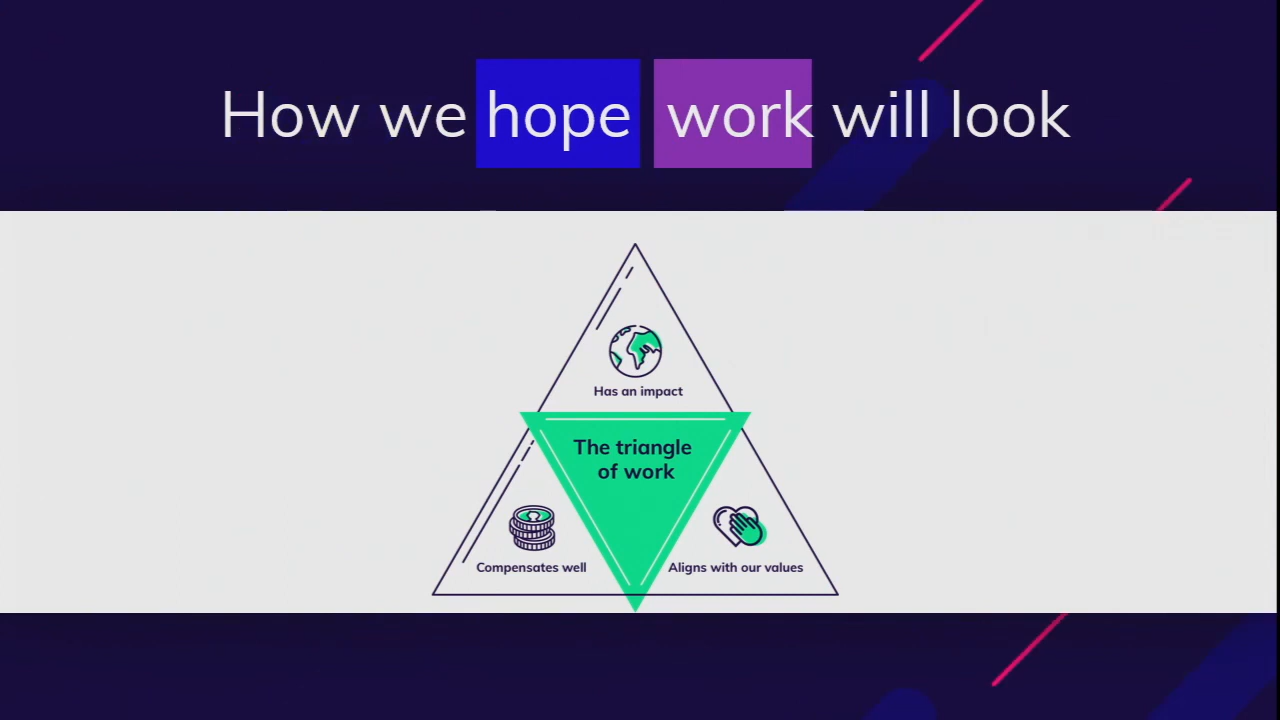 How we hope work will look
Has an impact
The triangle
of work
Compensates well
Aligns with our values